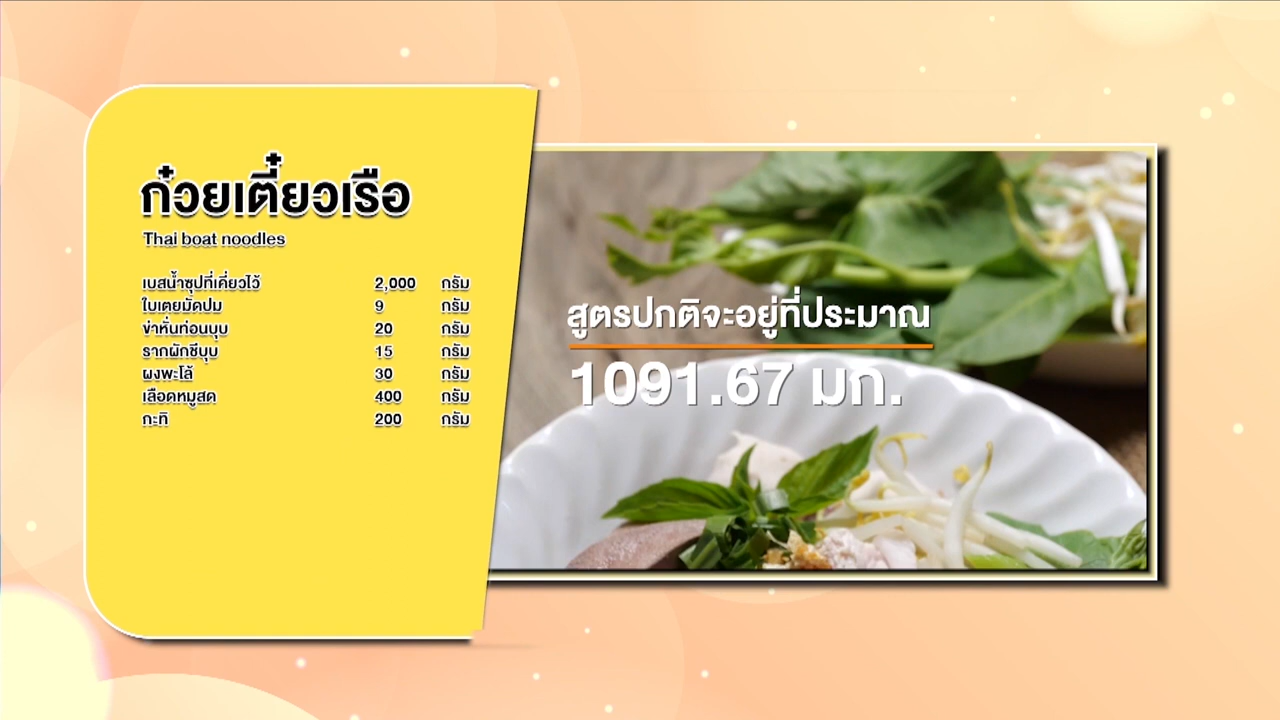 ก๋วยเตี๋ยวเรือ
Thai boat noodles
เบสน้ำซุปที่เคี่ยวไว้ 2,000 กรัม
ใบเตยมัดปม 9 กรัม
ข่าหั่นท่อนบุบ 20 กรัม
รากผักชีบุบ 15 กรัม
ผงพะโล้ 30 กรัม
เลือดหมูสด 400 กรัม
กะทิ 200 กรัม
สูตรปกติจะอยู่ที่ประมาณ
1091.67 มก.